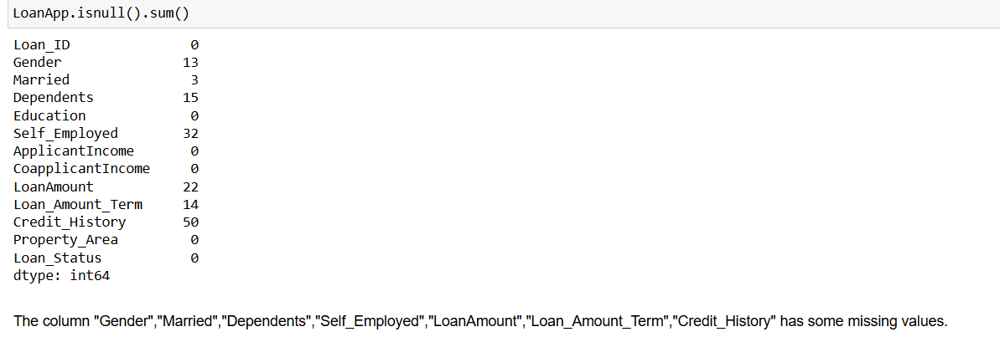 LoanApp.isnull().sum()
Loan_ID 0
Gender 13
Married 3
Dependents 15
Education 0
Self_Employed 32
ApplicantIncome 0
CoapplicantIncome 0
LoanAmount 22
Loan_Amount_Term 14
Credit_History 50
Property_Area 0
Loan_Status 0
dtype: int64
The column "Gender","Married","Dependents","Self_Employed","LoanAmount","Loan_Amount_Term","Credit_History" has some missing values.